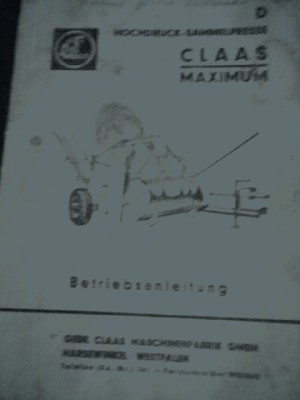 D
HOCHDRUCK-SAMMELPRESSE
CLAAS
MAXIMUM
Betriebsanleitung
GEBR. CLAAS MASCHINENFABRIK GMBH
HARSEWINKEL / WESTFALEN